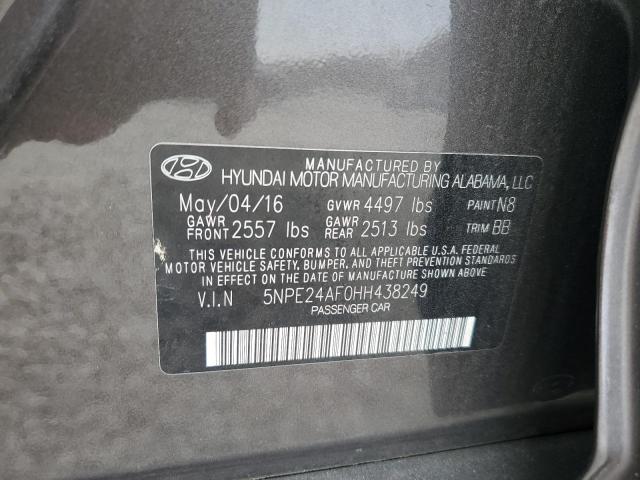 MANUFACTURED BY
HYUNDAI MOTOR MANUFACTURING ALABAMA, LLC
May/04/16 GVWR 4497 lbs PAINT N8
GAWR FRONT 2557 lbs GAWR REAR 2513 lbs TRIM BB
THIS VEHICLE CONFORMS TO ALL APPLICABLE U.S.A. FEDERAL
MOTOR VEHICLE SAFETY, BUMPER, AND THEFT PREVENTION STANDARDS
IN EFFECT ON THE DATE OF MANUFACTURE SHOWN ABOVE
V.I.N 5NPE24AF0HH438249
PASSENGER CAR